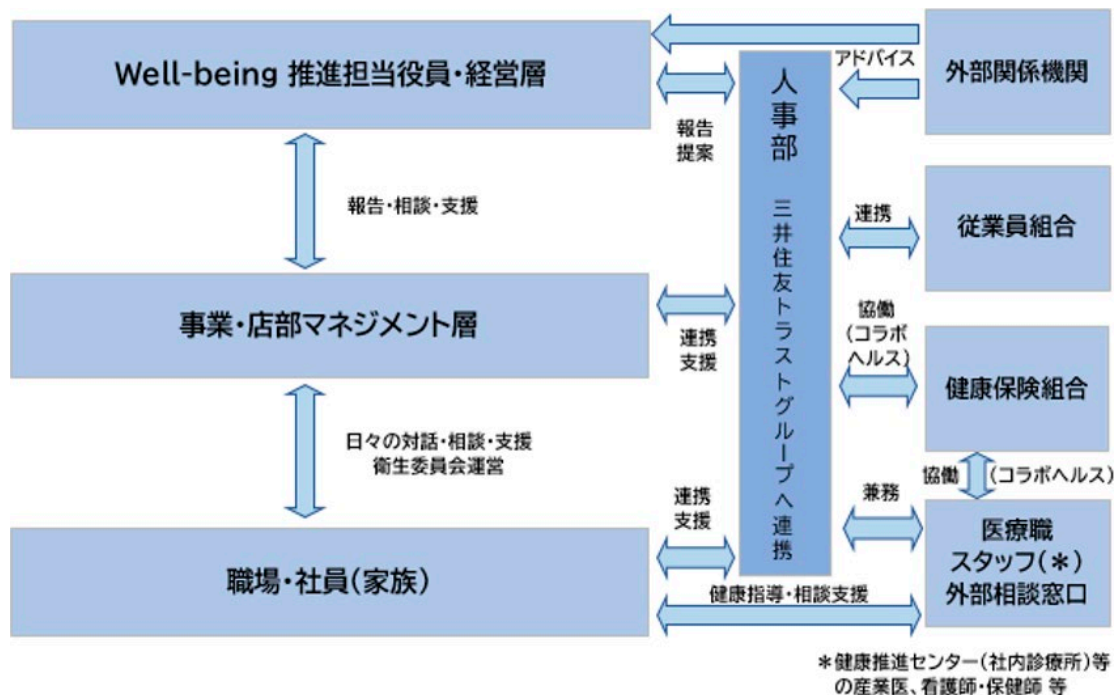 Well-being 推進担当役員・経営層
アドバイス
外部関係機関
報告
提案
人事部 三井住友トラストグループへ連携
報告・相談・支援
連携
従業員組合
事業・店部マネジメント層
連携
支援
協働
(コラボ
ヘルス)
健康保険組合
日々の対話・相談・支援
衛生委員会運営
協働 (コラボヘルス)
連携
支援
兼務
職場・社員(家族)
医療職
スタッフ(*)
外部相談窓口
健康指導・相談支援
*健康推進センター(社内診療所)等
の産業医、看護師・保健師 等